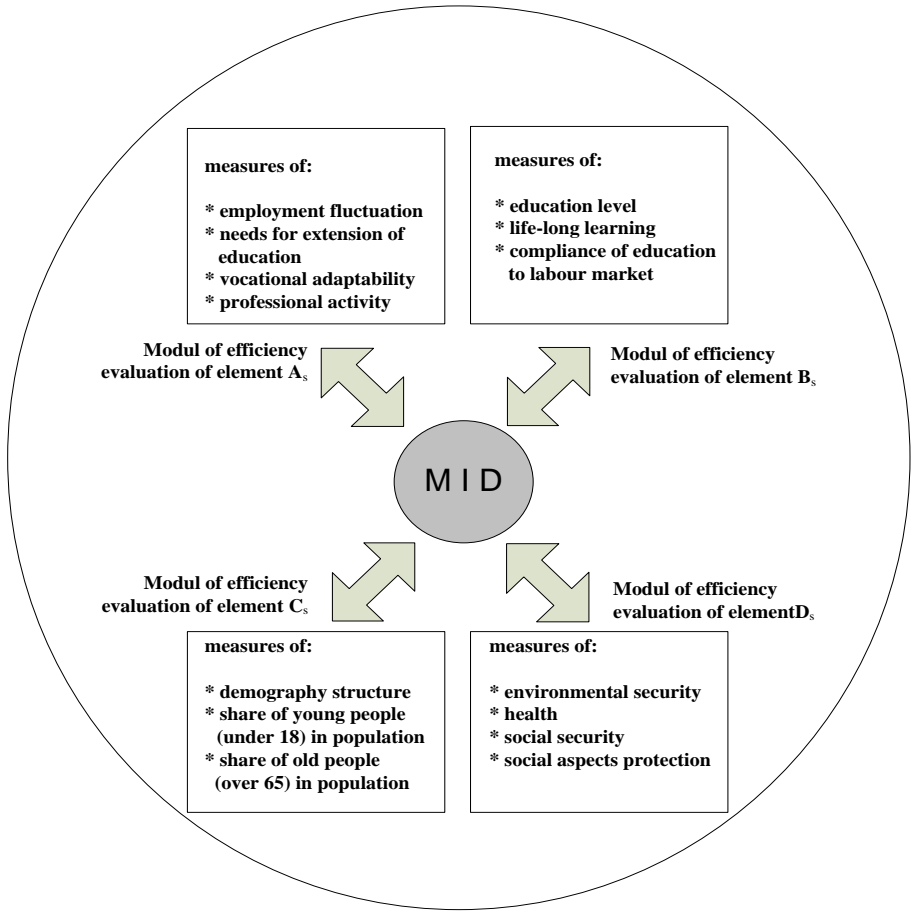 measures of:
* employment fluctuation
* needs for extension of
education
* vocational adaptability
* professional activity
measures of:
* education level
* life-long learning
* compliance of education
to labour market
Modul of efficiency
evaluation of element Aₛ
Modul of efficiency
evaluation of element Bₛ
M I D
Modul of efficiency
evaluation of element Cₛ
Modul of efficiency
evaluation of elementDₛ
measures of:
* demography structure
* share of young people
(under 18) in population
* share of old people
(over 65) in population
measures of:
* environmental security
* health
* social security
* social aspects protection